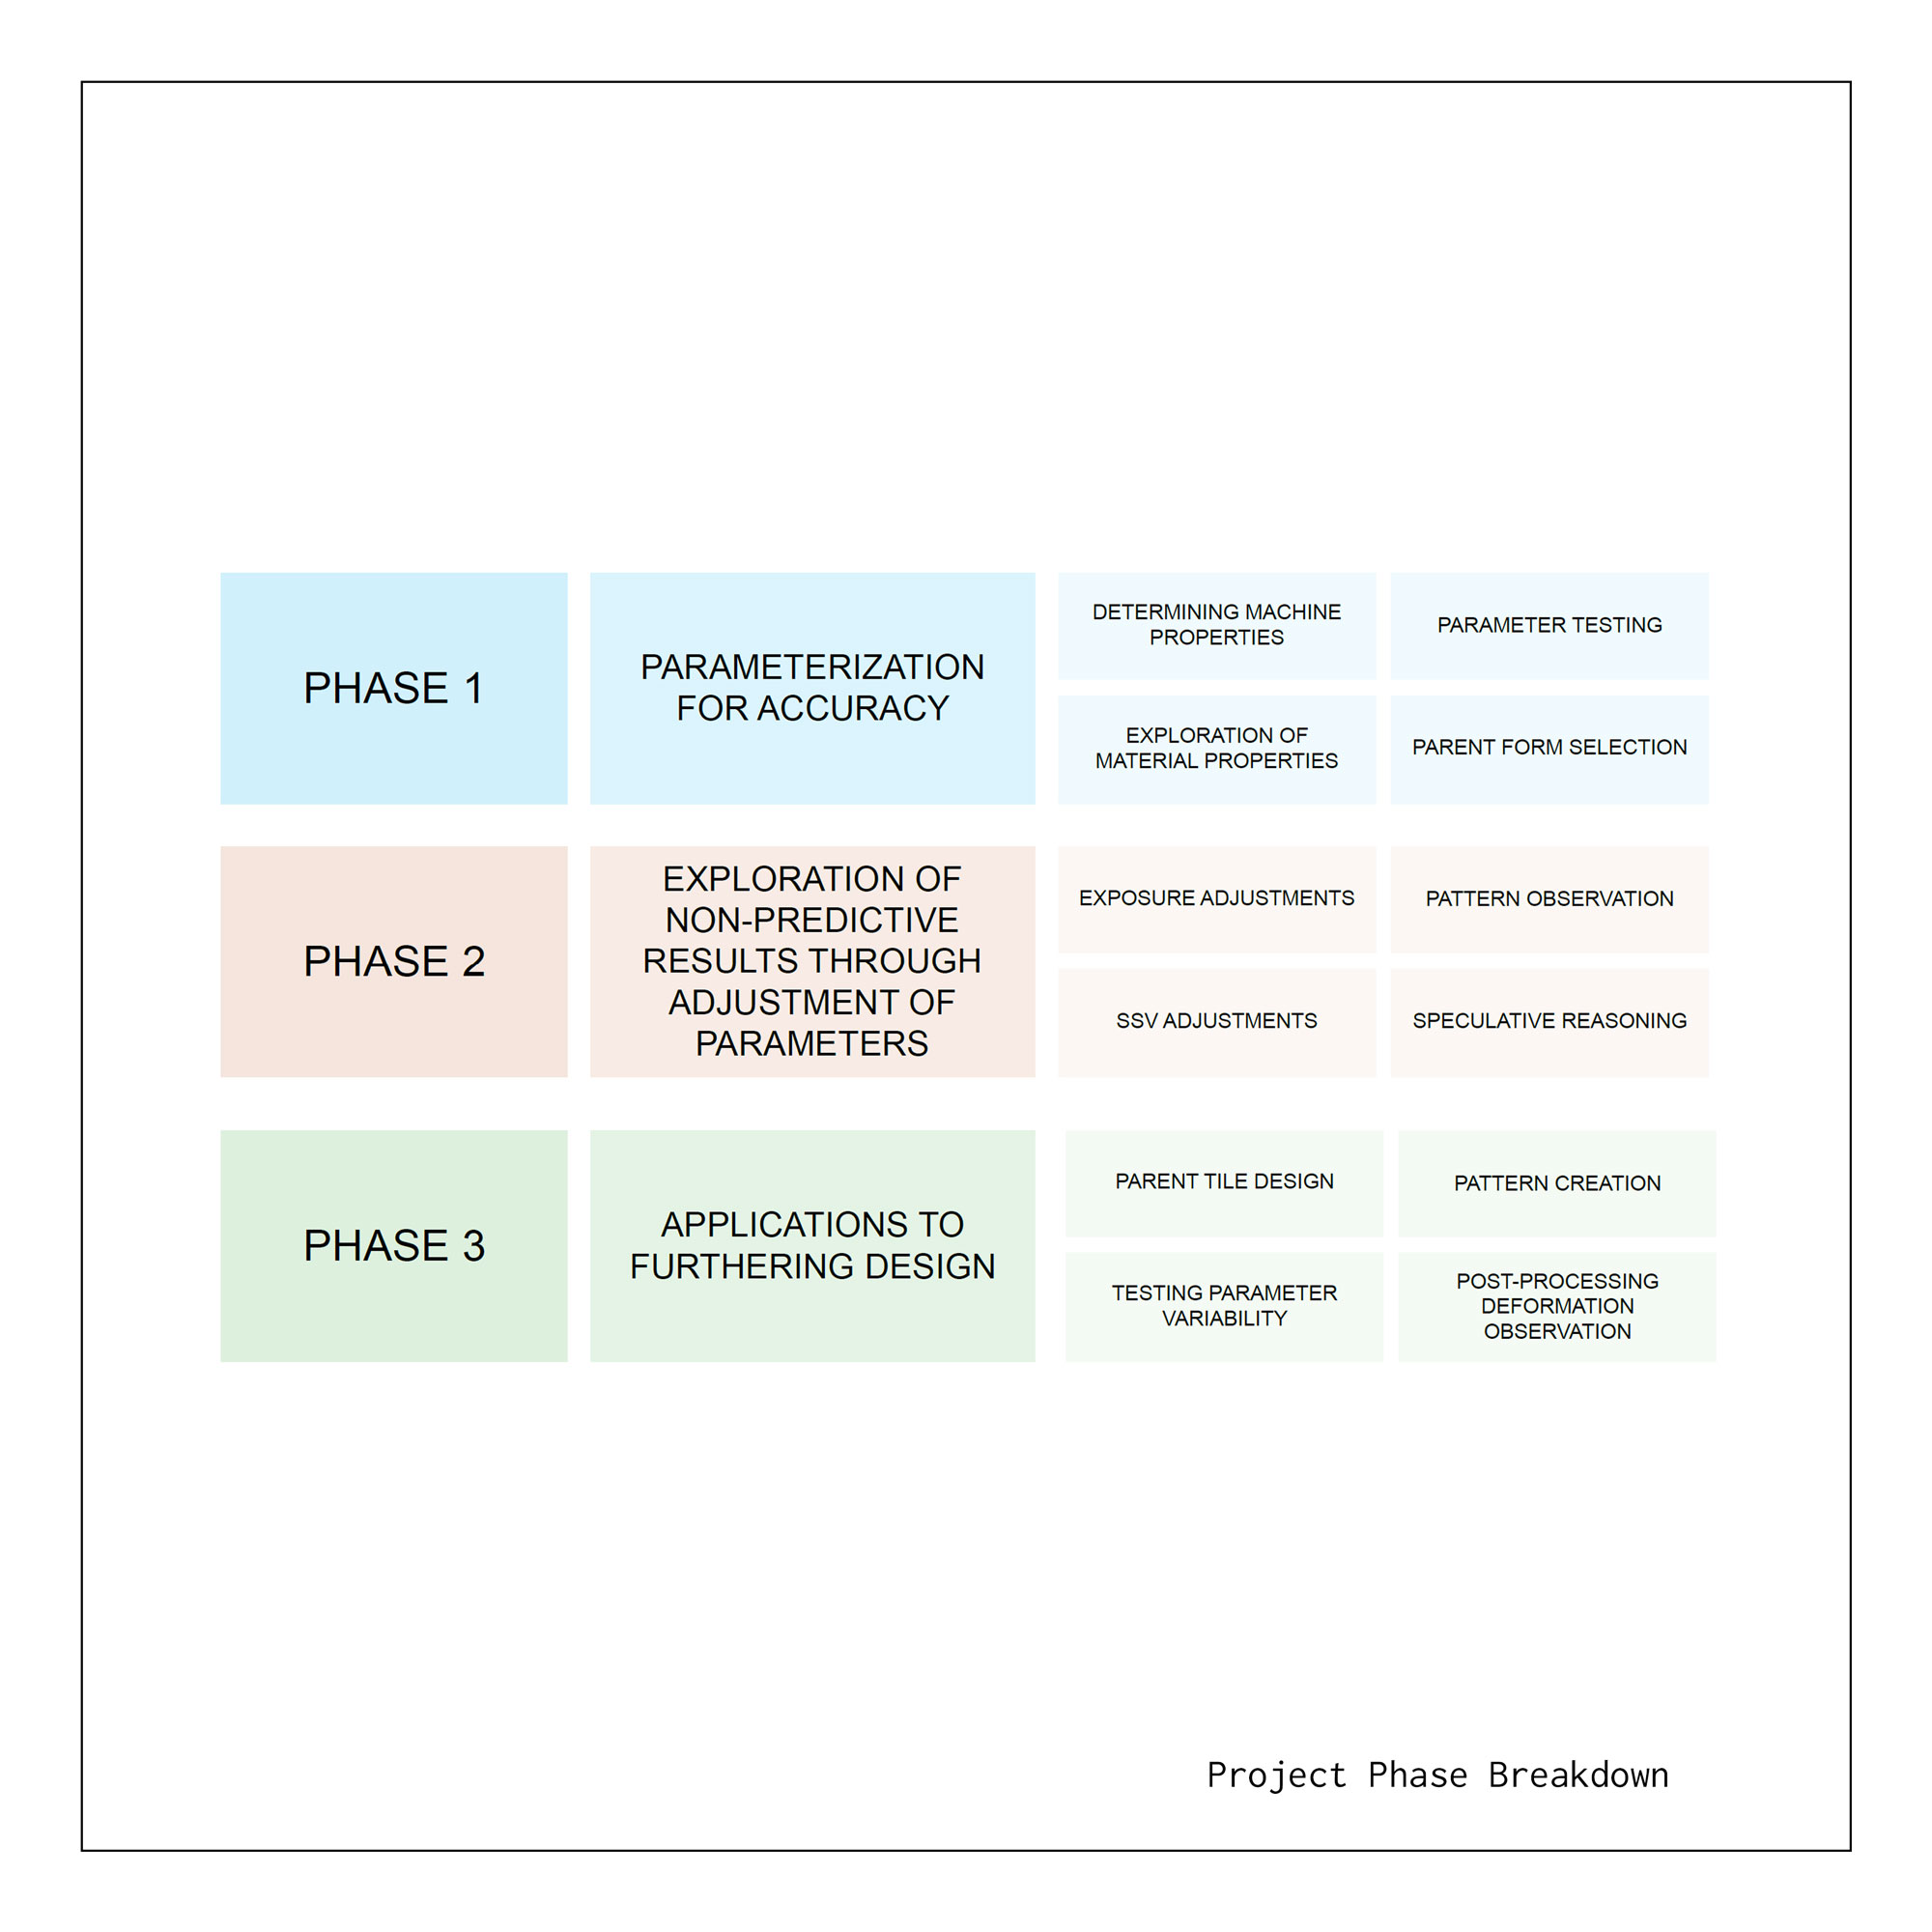 PHASE 1
PARAMETERIZATION
FOR ACCURACY
DETERMINING MACHINE
PROPERTIES
PARAMETER TESTING
EXPLORATION OF
MATERIAL PROPERTIES
PARENT FORM SELECTION
PHASE 2
EXPLORATION OF
NON-PREDICTIVE
RESULTS THROUGH
ADJUSTMENT OF
PARAMETERS
EXPOSURE ADJUSTMENTS
PATTERN OBSERVATION
SSV ADJUSTMENTS
SPECULATIVE REASONING
PHASE 3
APPLICATIONS TO
FURTHERING DESIGN
PARENT TILE DESIGN
PATTERN CREATION
TESTING PARAMETER
VARIABILITY
POST-PROCESSING
DEFORMATION
OBSERVATION
Project Phase Breakdown